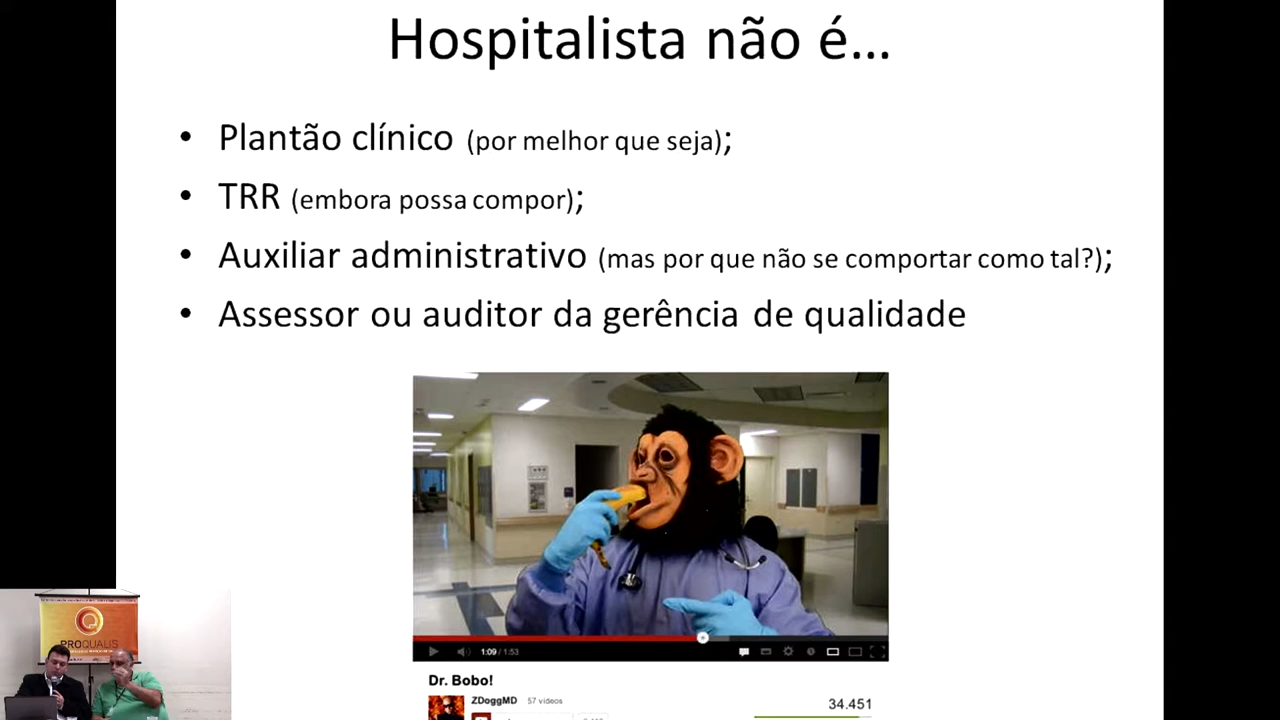 Hospitalista não é...
• Plantão clínico (por melhor que seja);
• TRR (embora possa compor);
• Auxiliar administrativo (mas por que não se comportar como tal?);
• Assessor ou auditor da gerência de qualidade
1:09 / 1:53
Dr. Bobo!
ZDoggMD 57 vídeos
34.451
PROQUALIS